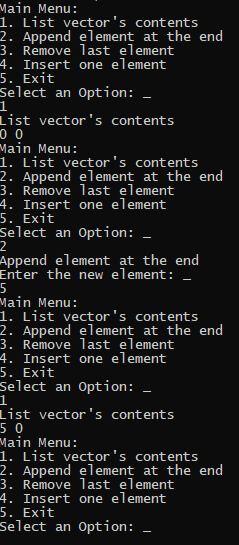 Main Menu:
1. List vector's contents
2. Append element at the end
3. Remove last element
4. Insert one element
5. Exit
Select an Option: _
1
List vector's contents
0 0
Main Menu:
1. List vector's contents
2. Append element at the end
3. Remove last element
4. Insert one element
5. Exit
Select an Option: _
2
Append element at the end
Enter the new element: _
5
Main Menu:
1. List vector's contents
2. Append element at the end
3. Remove last element
4. Insert one element
5. Exit
Select an Option: _
1
List vector's contents
5 0
Main Menu:
1. List vector's contents
2. Append element at the end
3. Remove last element
4. Insert one element
5. Exit
Select an Option: _